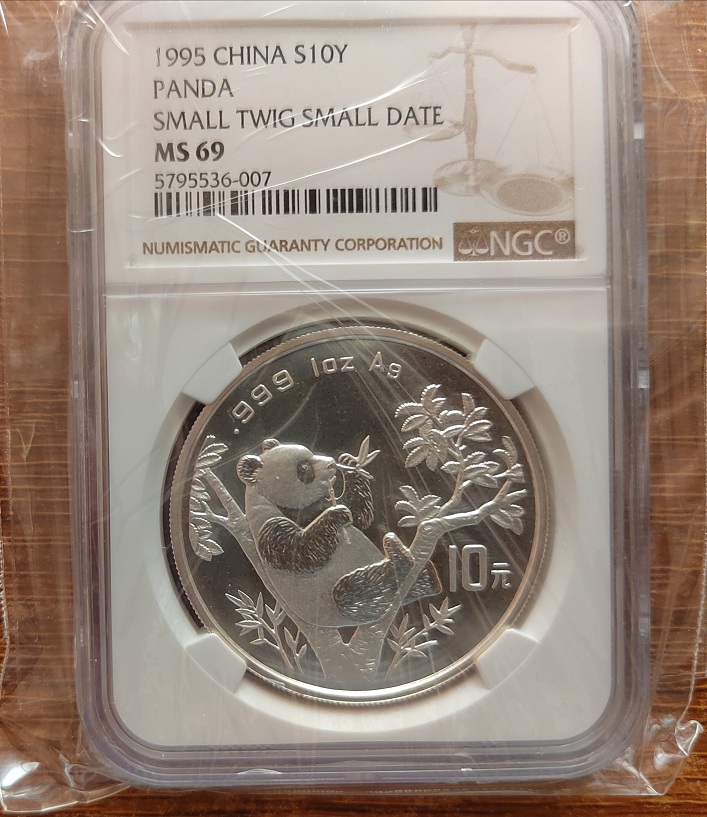 1995 CHINA S10Y
PANDA
SMALL TWIG SMALL DATE
MS 69
5795536-007
NUMISMATIC GUARANTY CORPORATION
NGC®
.999 1oz Ag
10元